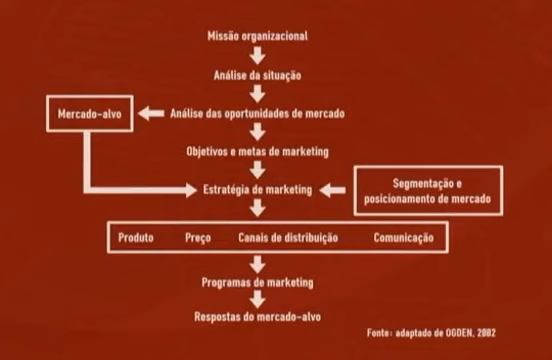 Missão organizacional
Análise da situação
Mercado-alvo
Análise das oportunidades de mercado
Objetivos e metas de marketing
Estratégia de marketing
Segmentação e
posicionamento de mercado
Produto Preço Canais de distribuição Comunicação
Programas de marketing
Respostas do mercado-alvo
Fonte: adaptado de OGDEN, 2002